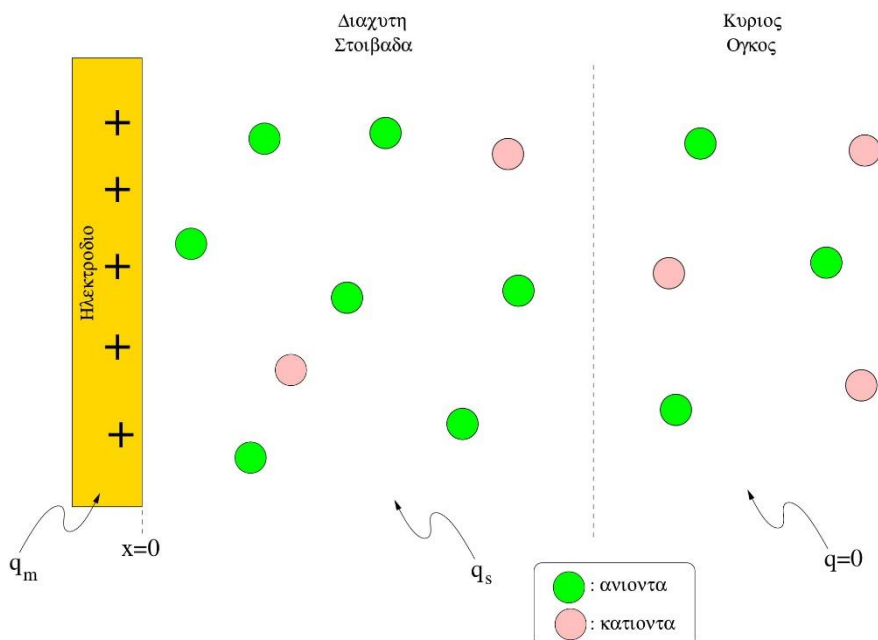 Διαχυτη
Στοιβαδα
Κυριος
Ογκος
Ηλεκτροδιο
+
+
+
+
+
q_m
x=0
q_s
q=0
: ανιοντα
: κατιοντα